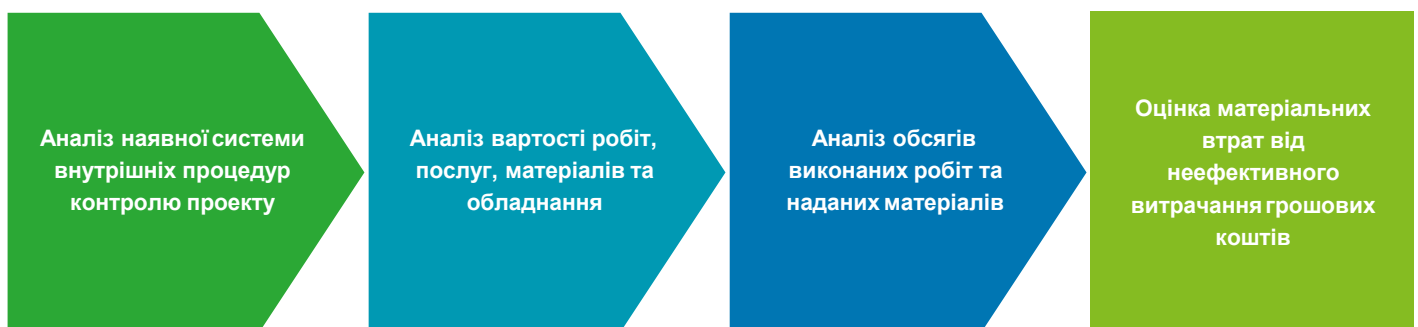 Аналіз наявної системи
внутрішніх процедур
контролю проекту
Аналіз вартості робіт,
послуг, матеріалів та
обладнання
Аналіз обсягів
виконаних робіт та
наданих матеріалів
Оцінка матеріальних
втрат від
неефективного
витрачання грошових
коштів